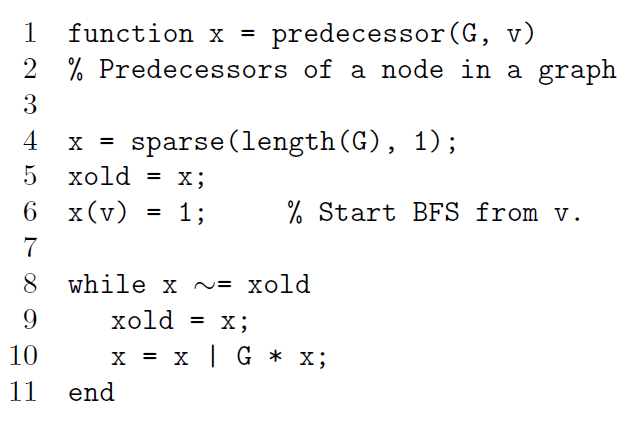 1 function x = predecessor(G, v)
2 % Predecessors of a node in a graph
3
4 x = sparse(length(G), 1);
5 xold = x;
6 x(v) = 1;     % Start BFS from v.
7
8 while x ~= xold
9    xold = x;
10    x = x | G * x;
11 end